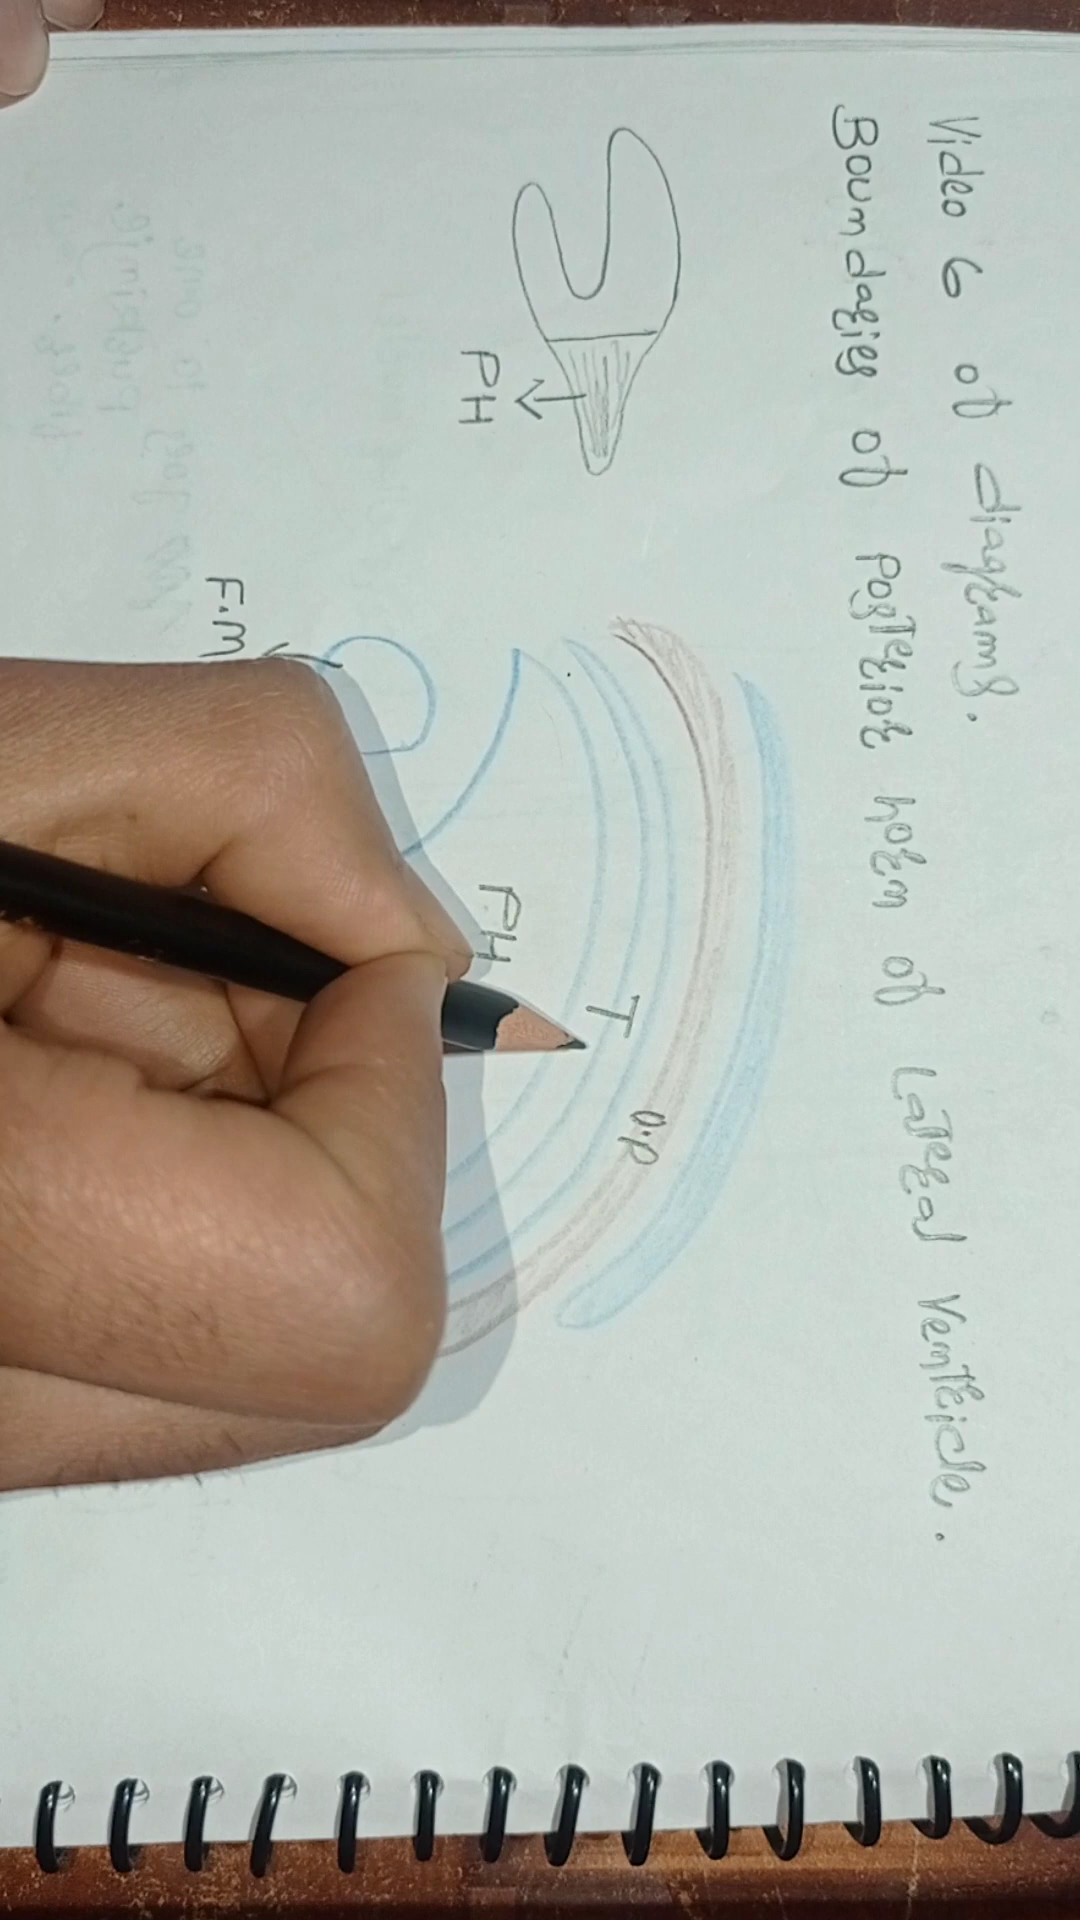 Video 6 of diagrams.
Boundaries of Posterior horn of Lateral Ventricle.
PH
F.M
PH
T
O.P